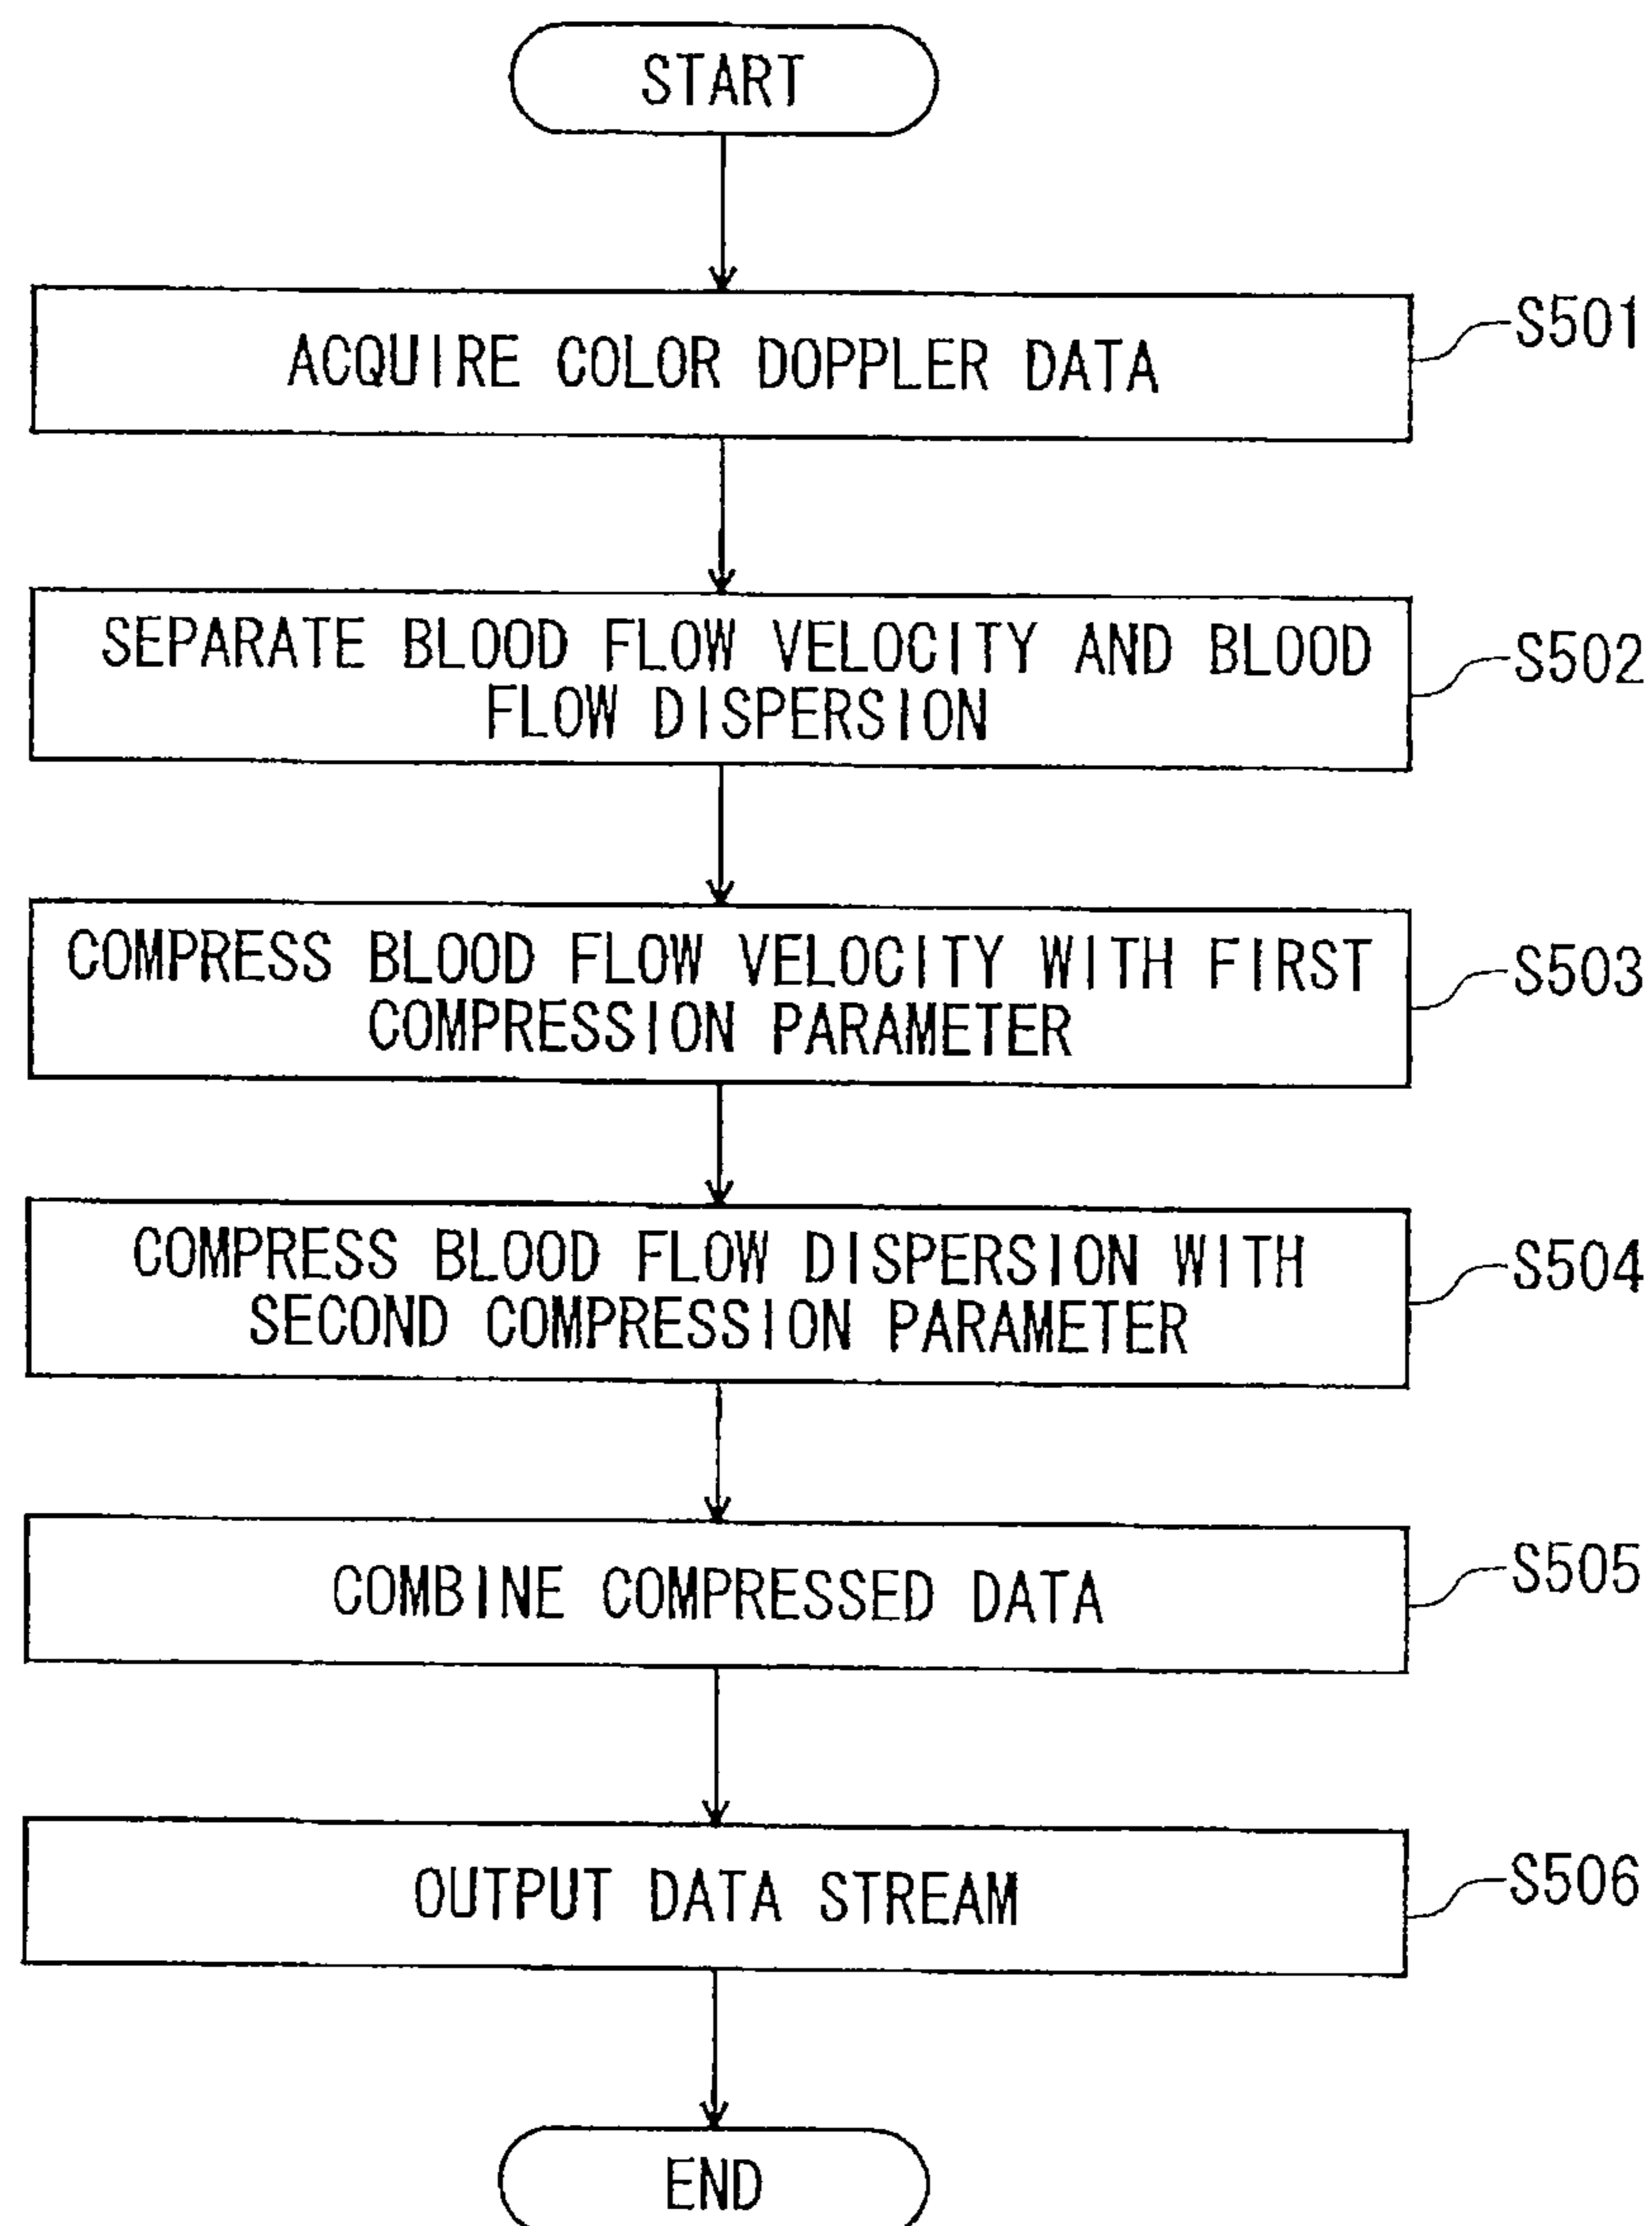 START
ACQUIRE COLOR DOPPLER DATA
S501
SEPARATE BLOOD FLOW VELOCITY AND BLOOD
FLOW DISPERSION
S502
COMPRESS BLOOD FLOW VELOCITY WITH FIRST
COMPRESSION PARAMETER
S503
COMPRESS BLOOD FLOW DISPERSION WITH
SECOND COMPRESSION PARAMETER
S504
COMBINE COMPRESSED DATA
S505
OUTPUT DATA STREAM
S506
END